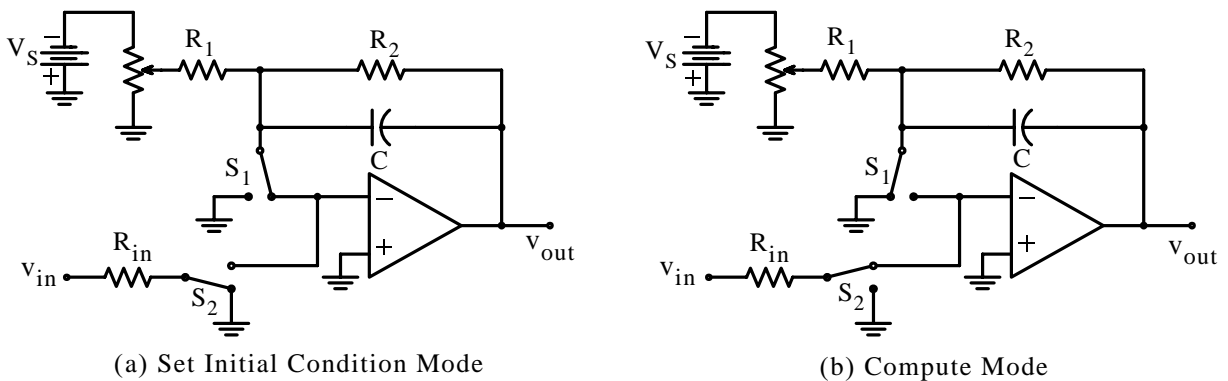 V_S
−
+
R_1
R_2
C
S_1
−
+
R_in
v_in
S_2
v_out
(a) Set Initial Condition Mode
V_S
−
+
R_1
R_2
C
S_1
−
+
R_in
v_in
S_2
v_out
(b) Compute Mode